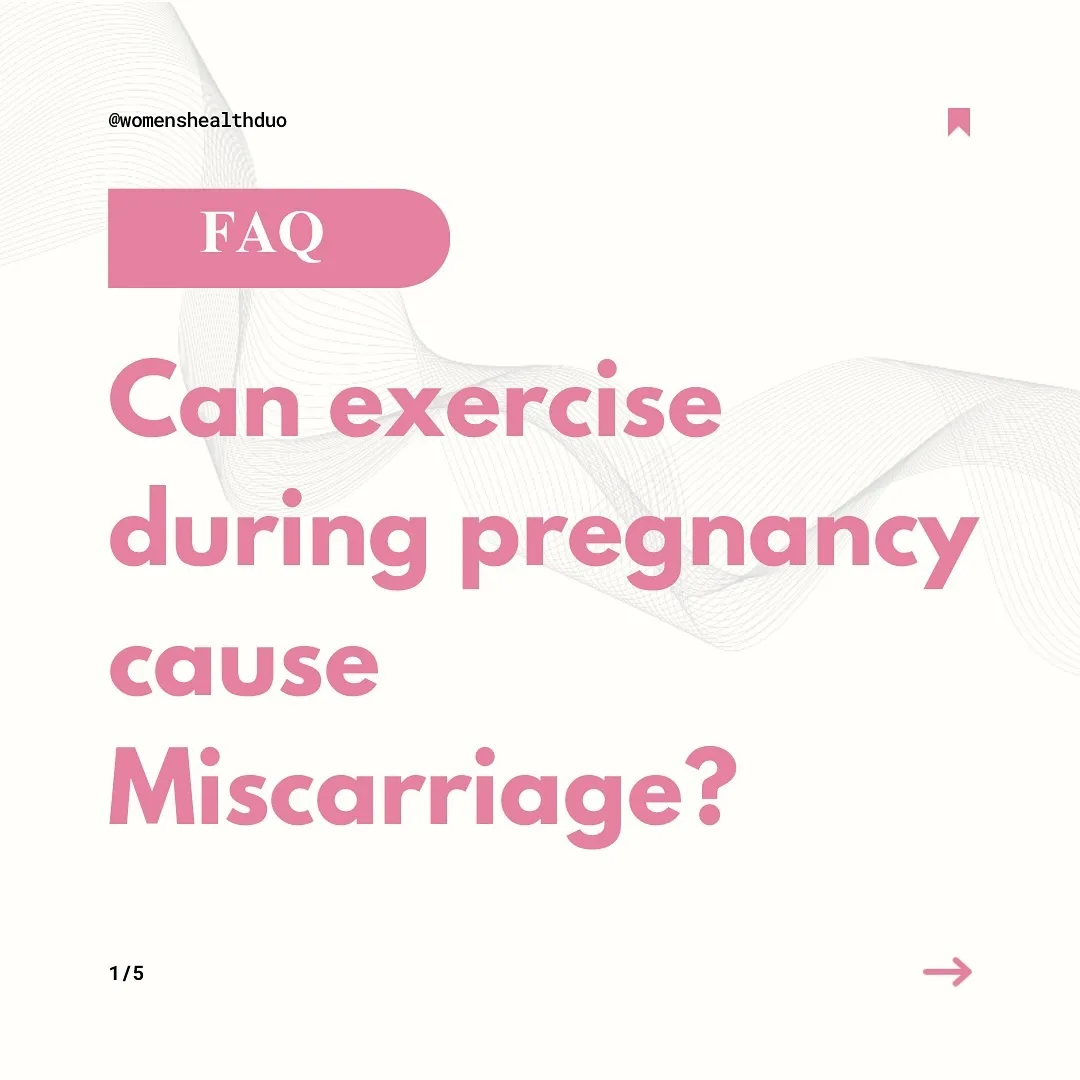 @womenshealthduo
FAQ
Can exercise
during pregnancy
cause
Miscarriage?
1/5